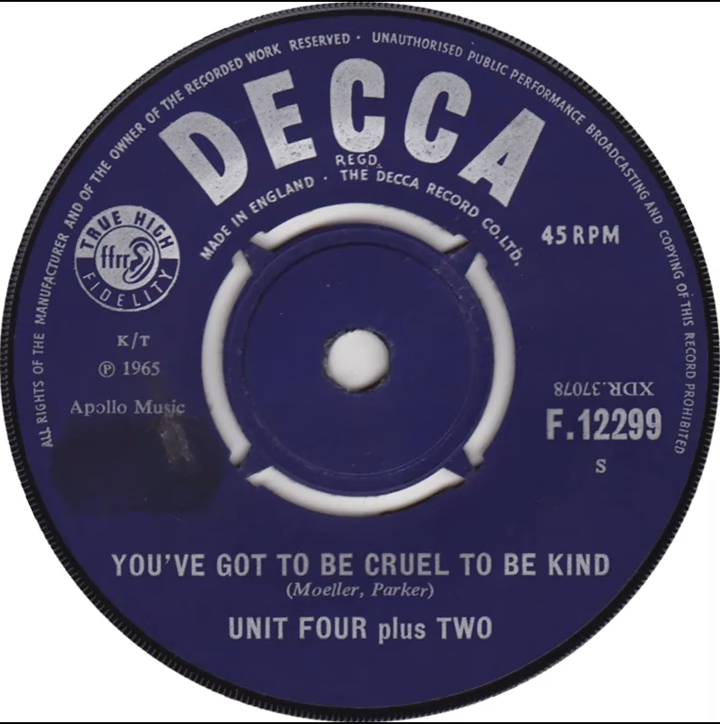 ALL RIGHTS OF THE MANUFACTURER AND OF THE OWNER OF THE RECORDED WORK RESERVED · UNAUTHORISED PUBLIC PERFORMANCE BROADCASTING AND COPYING OF THIS RECORD PROHIBITED
DECCA
REGD.
MADE IN ENGLAND · THE DECCA RECORD CO. LTD.
45 RPM
TRUE HIGH
ffrr
FIDELITY
K/T
℗ 1965
Apollo Music
XDR.37078
F.12299
S
YOU'VE GOT TO BE CRUEL TO BE KIND
(Moeller, Parker)
UNIT FOUR plus TWO